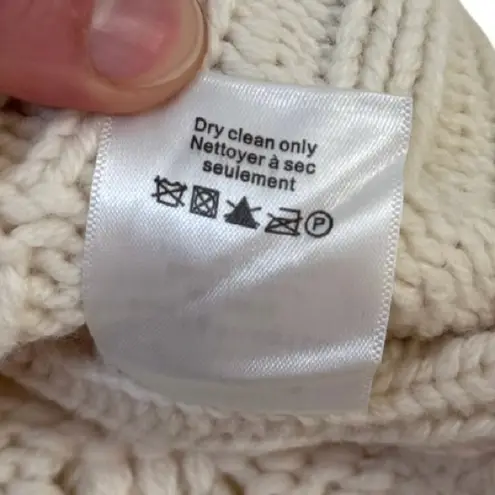 Dry clean only
Nettoyer à sec
seulement
P